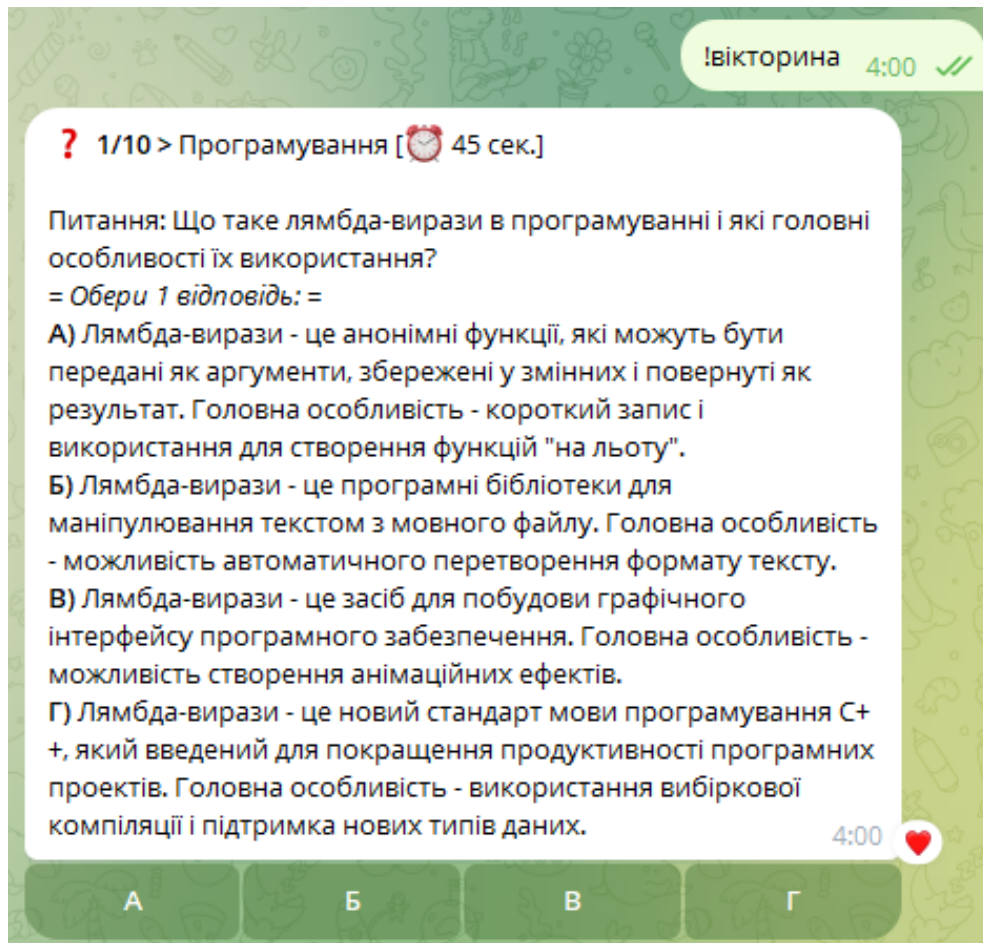 !вікторина 4:00
❓ 1/10 > Програмування [⏰ 45 сек.]
Питання: Що таке лямбда-вирази в програмуванні і які головні
особливості їх використання?
= Обери 1 відповідь: =
А) Лямбда-вирази - це анонімні функції, які можуть бути
передані як аргументи, збережені у змінних і повернуті як
результат. Головна особливість - короткий запис і
використання для створення функцій "на льоту".
Б) Лямбда-вирази - це програмні бібліотеки для
маніпулювання текстом з мовного файлу. Головна особливість
- можливість автоматичного перетворення формату тексту.
В) Лямбда-вирази - це засіб для побудови графічного
інтерфейсу програмного забезпечення. Головна особливість -
можливість створення анімаційних ефектів.
Г) Лямбда-вирази - це новий стандарт мови програмування C+
+, який введений для покращення продуктивності програмних
проектів. Головна особливість - використання вибіркової
компіляції і підтримка нових типів даних.
4:00
А Б В Г